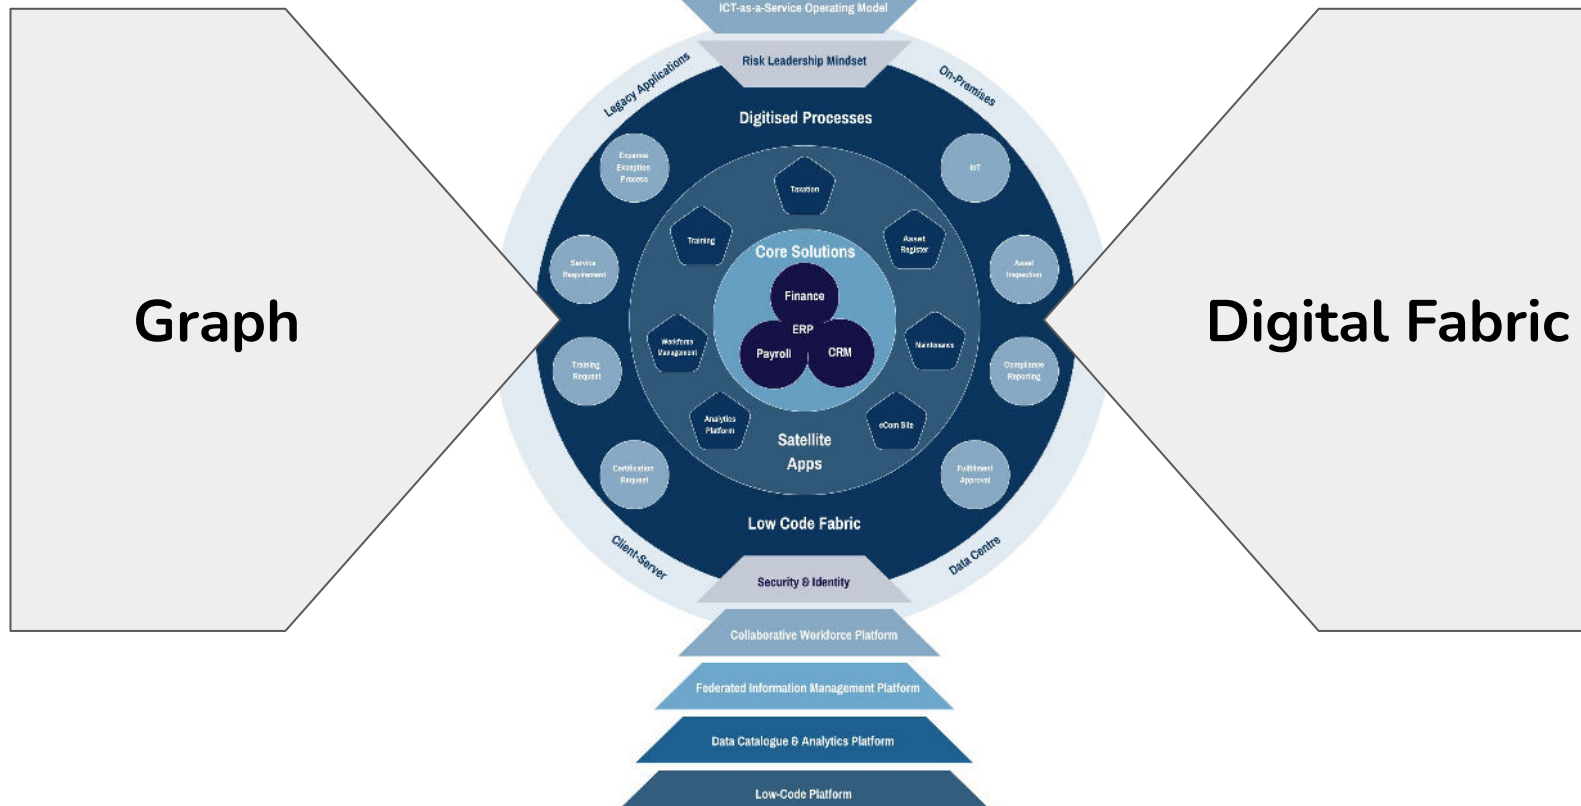 ICT-as-a-Service Operating Model
Risk Leadership Mindset
Legacy Applications
On-Premises
Digitised Processes
Expense
Exception
Process
IoT
Taxation
Training
Asset
Register
Core Solutions
Service
Requirement
Asset
Inspection
Finance
ERP
Payroll
CRM
Graph
Digital Fabric
Workforce
Management
Maintenance
Training
Request
Compliance
Reporting
Analytics
Platform
eCom Site
Satellite
Apps
Certification
Request
Fulfillment
Approval
Low Code Fabric
Client-Server
Data Centre
Security & Identity
Collaborative Workforce Platform
Federated Information Management Platform
Data Catalogue & Analytics Platform
Low-Code Platform